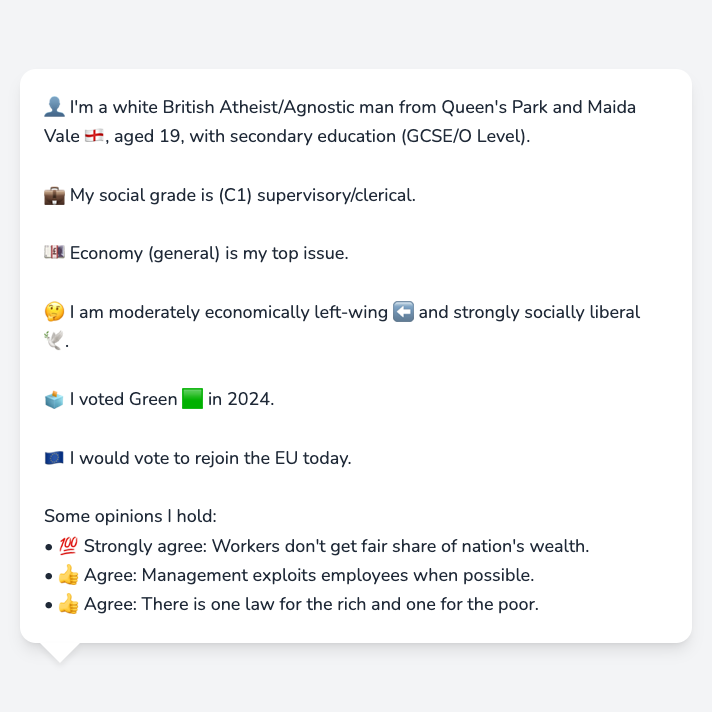 👤 I'm a white British Atheist/Agnostic man from Queen's Park and Maida
Vale 🏴󠁧󠁢󠁥󠁮󠁧󠁿, aged 19, with secondary education (GCSE/O Level).
💼 My social grade is (C1) supervisory/clerical.
💷 Economy (general) is my top issue.
🤔 I am moderately economically left-wing ⬅️ and strongly socially liberal
🕊️.
🗳️ I voted Green 🟩 in 2024.
🇪🇺 I would vote to rejoin the EU today.
Some opinions I hold:
• 💯 Strongly agree: Workers don't get fair share of nation's wealth.
• 👍 Agree: Management exploits employees when possible.
• 👍 Agree: There is one law for the rich and one for the poor.